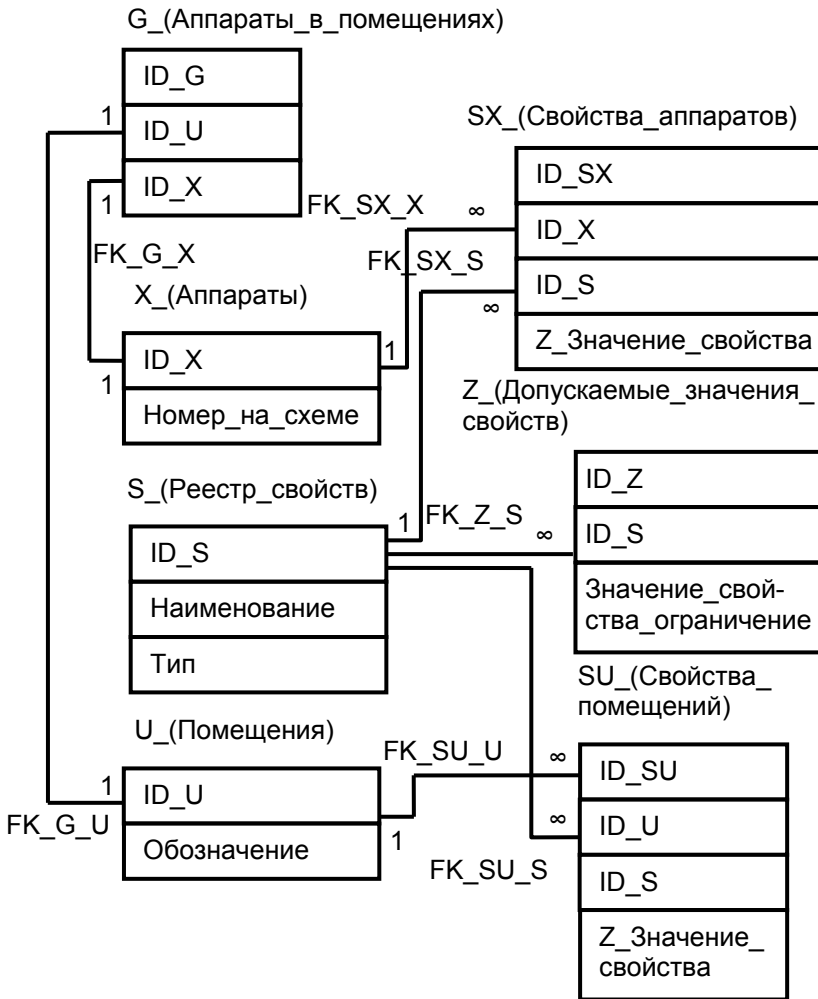 G_(Аппараты_в_помещениях)
ID_G
1
ID_U
ID_X
1
FK_G_X
SX_(Свойства_аппаратов)
ID_SX
FK_SX_X
∞
ID_X
FK_SX_S
∞
ID_S
Z_Значение_свойства
X_(Аппараты)
ID_X
1
1
Номер_на_схеме
Z_(Допускаемые_значения_
свойств)
ID_Z
S_(Реестр_свойств)
1
FK_Z_S
∞
ID_S
ID_S
Наименование
Тип
Значение_свой-
ства_ограничение
SU_(Свойства_
помещений)
U_(Помещения)
FK_SU_U
∞
ID_SU
1
ID_U
1
FK_G_U
Обозначение
∞
ID_U
FK_SU_S
ID_S
Z_Значение_
свойства